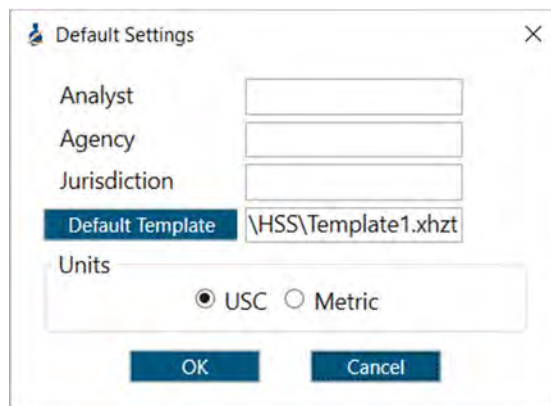 Default Settings
Analyst
Agency
Jurisdiction
Default Template \HSS\Template1.xhzt
Units
USC Metric
OK Cancel